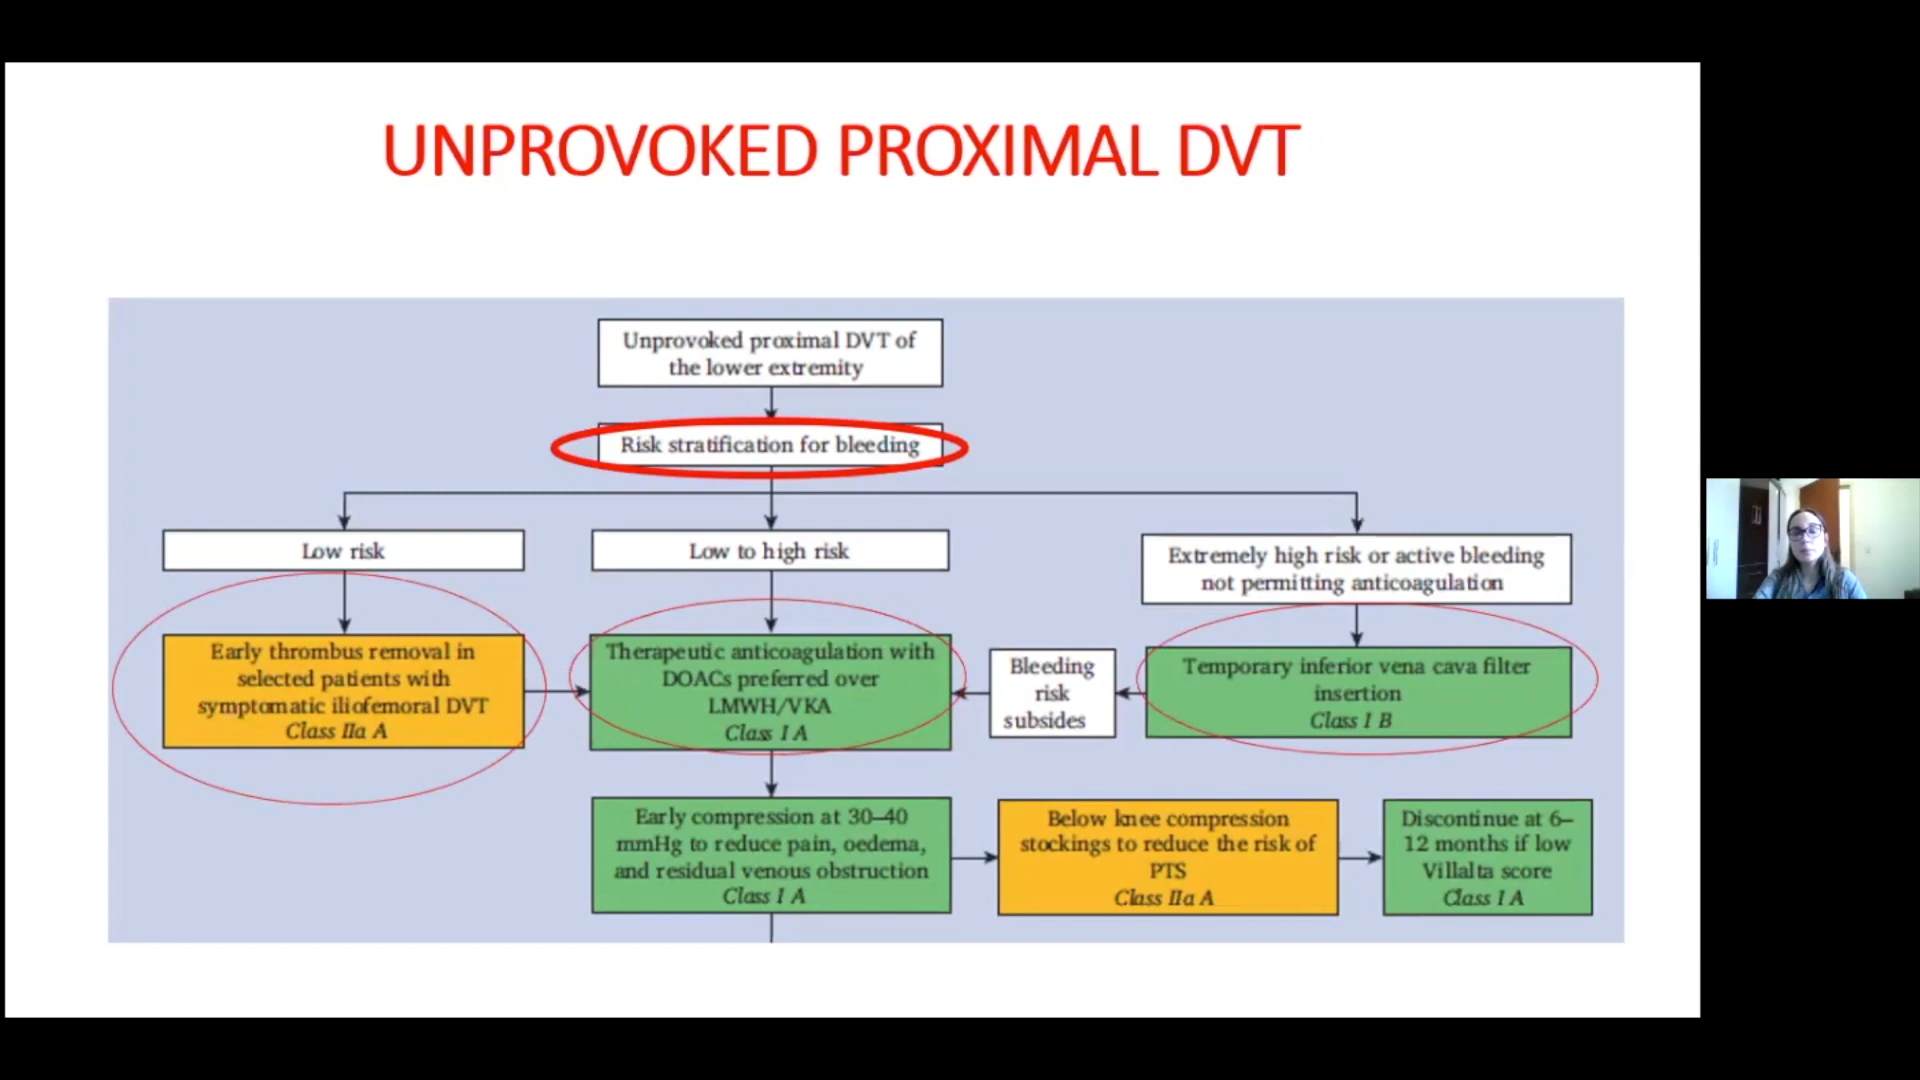 UNPROVOKED PROXIMAL DVT
Unprovoked proximal DVT of
the lower extremity
Risk stratification for bleeding
Low risk
Low to high risk
Extremely high risk or active bleeding
not permitting anticoagulation
Early thrombus removal in
selected patients with
symptomatic iliofemoral DVT
Class IIa A
Therapeutic anticoagulation with
DOACs preferred over
LMWH/VKA
Class I A
Bleeding
risk
subsides
Temporary inferior vena cava filter
insertion
Class I B
Early compression at 30–40
mmHg to reduce pain, oedema,
and residual venous obstruction
Class I A
Below knee compression
stockings to reduce the risk of
PTS
Class IIa A
Discontinue at 6–
12 months if low
Villalta score
Class I A